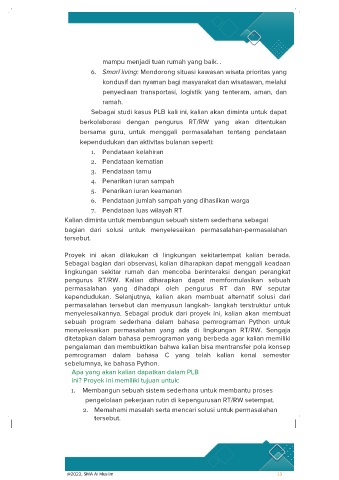 mampu menjadi tuan rumah yang baik. .
6. Smart living: Mendorong situasi kawasan wisata prioritas yang
kondusif dan nyaman bagi masyarakat dan wisatawan, melalui
penyediaan transportasi, logistik yang tenteram, aman, dan
ramah.
Sebagai studi kasus PLB kali ini, kalian akan diminta untuk dapat
berkolaborasi dengan pengurus RT/RW yang akan ditentukan
bersama guru, untuk menggali permasalahan tentang pendataan
kependudukan dan aktivitas bulanan seperti:
1. Pendataan kelahiran
2. Pendataan kematian
3. Pendataan tamu
4. Penarikan iuran sampah
5. Penarikan iuran keamanan
6. Pendataan jumlah sampah yang dihasilkan warga
7. Pendataan luas wilayah RT
Kalian diminta untuk membangun sebuah sistem sederhana sebagai
bagian dari solusi untuk menyelesaikan permasalahan-permasalahan
tersebut.
Proyek ini akan dilakukan di lingkungan sekitartempat kalian berada.
Sebagai bagian dari observasi, kalian diharapkan dapat menggali keadaan
lingkungan sekitar rumah dan mencoba berinteraksi dengan perangkat
pengurus RT/RW. Kalian diharapkan dapat memformulasikan sebuah
permasalahan yang dihadapi oleh pengurus RT dan RW seputar
kependudukan. Selanjutnya, kalian akan membuat alternatif solusi dari
permasalahan tersebut dan menyusun langkah- langkah terstruktur untuk
menyelesaikannya. Sebagai produk dari proyek ini, kalian akan membuat
sebuah program sederhana dalam bahasa pemrograman Python untuk
menyelesaikan permasalahan yang ada di lingkungan RT/RW. Sengaja
ditetapkan dalam bahasa pemrograman yang berbeda agar kalian memiliki
pengalaman dan membuktikan bahwa kalian bisa mentransfer pola konsep
pemrograman dalam bahasa C yang telah kalian kenal semester
sebelumnya, ke bahasa Python.
Apa yang akan kalian dapatkan dalam PLB
ini? Proyek ini memiliki tujuan untuk:
1. Membangun sebuah sistem sederhana untuk membantu proses
pengelolaan pekerjaan rutin di kepengurusan RT/RW setempat.
2. Memahami masalah serta mencari solusi untuk permasalahan
tersebut.
@2022, SMA Al Muslim